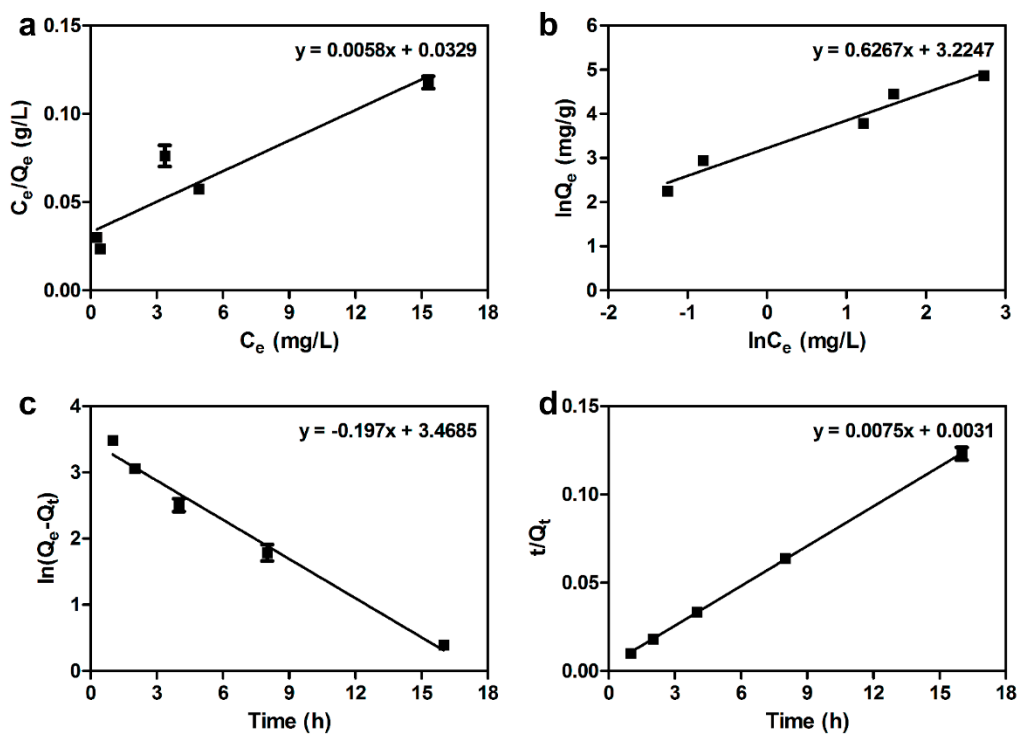 a
y = 0.0058x + 0.0329
0.15
0.10
0.05
0.00
Cₑ/Qₑ (g/L)
0 3 6 9 12 15 18
Cₑ (mg/L)
b
y = 0.6267x + 3.2247
6
5
4
3
2
1
0
lnQₑ (mg/g)
-2 -1 0 1 2 3
lnCₑ (mg/L)
c
y = -0.197x + 3.4685
4
3
2
1
0
ln(Qₑ-Qₜ)
0 3 6 9 12 15 18
Time (h)
d
y = 0.0075x + 0.0031
0.15
0.10
0.05
0.00
t/Qₜ
0 3 6 9 12 15 18
Time (h)